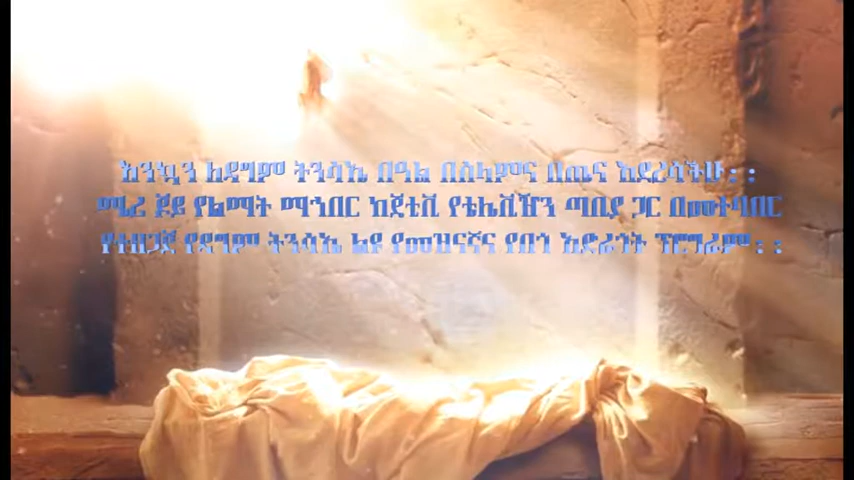 እንኳን ለዳግም ትንሳኤ በዓል በሰላምና በጤና አደረሳችሁ፡፡
ሜሪ ጆይ የልማት ማኅበር ከጀቲቪ የቴሌቪዥን ጣቢያ ጋር በመተባበር
የተዘጋጀ የዳግም ትንሳኤ ልዩ የመዝናኛና የበጎ አድራጎት ፕሮግራም፡፡